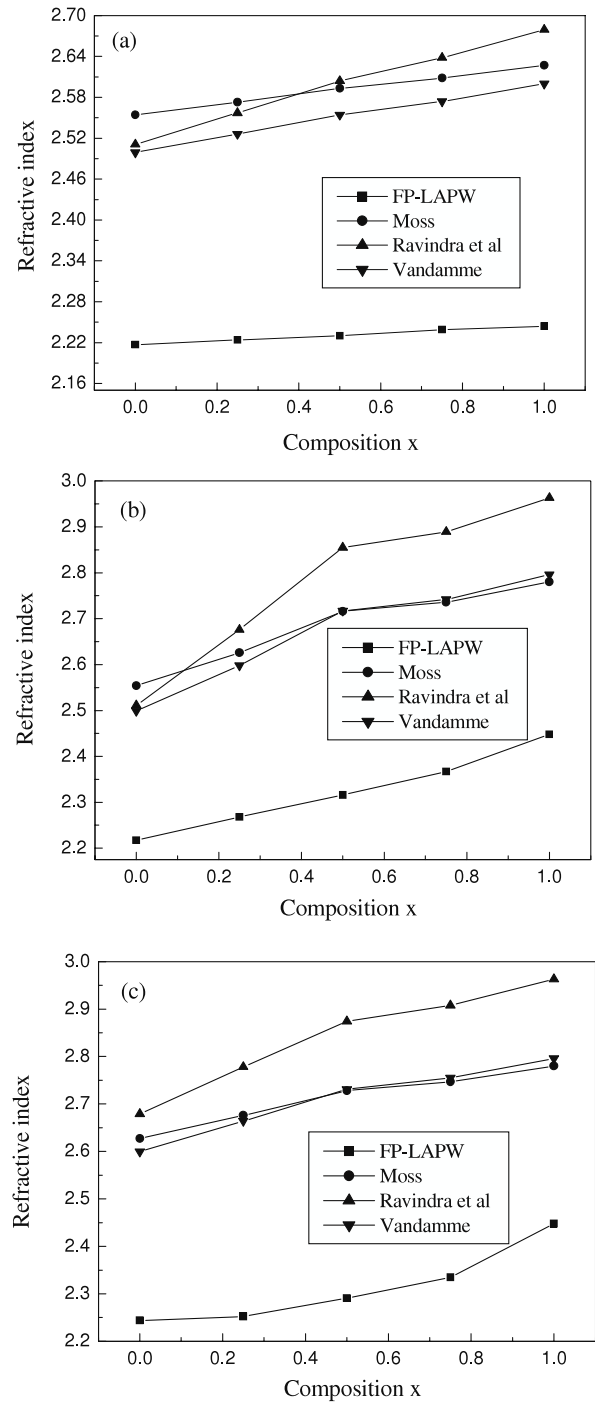 (a)
2.70
2.64
2.58
2.52
2.46
2.40
2.34
2.28
2.22
2.16
Refractive index
FP-LAPW
Moss
Ravindra et al
Vandamme
0.0 0.2 0.4 0.6 0.8 1.0
Composition x
(b)
3.0
2.9
2.8
2.7
2.6
2.5
2.4
2.3
2.2
Refractive index
FP-LAPW
Moss
Ravindra et al
Vandamme
0.0 0.2 0.4 0.6 0.8 1.0
Composition x
(c)
3.0
2.9
2.8
2.7
2.6
2.5
2.4
2.3
2.2
Refractive index
FP-LAPW
Moss
Ravindra et al
Vandamme
0.0 0.2 0.4 0.6 0.8 1.0
Composition x